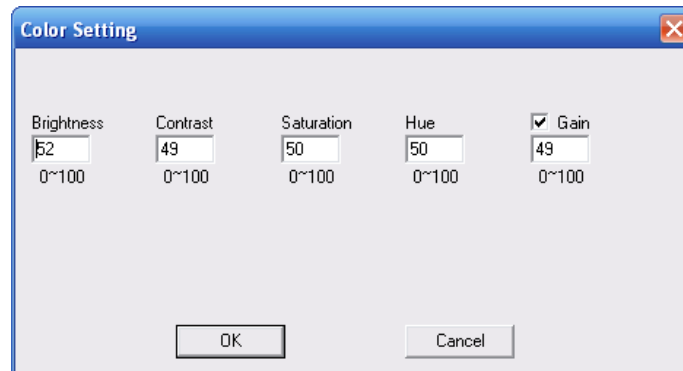 Color Setting
Brightness Contrast Saturation Hue Gain
52 49 50 50 49
0~100 0~100 0~100 0~100 0~100
OK Cancel